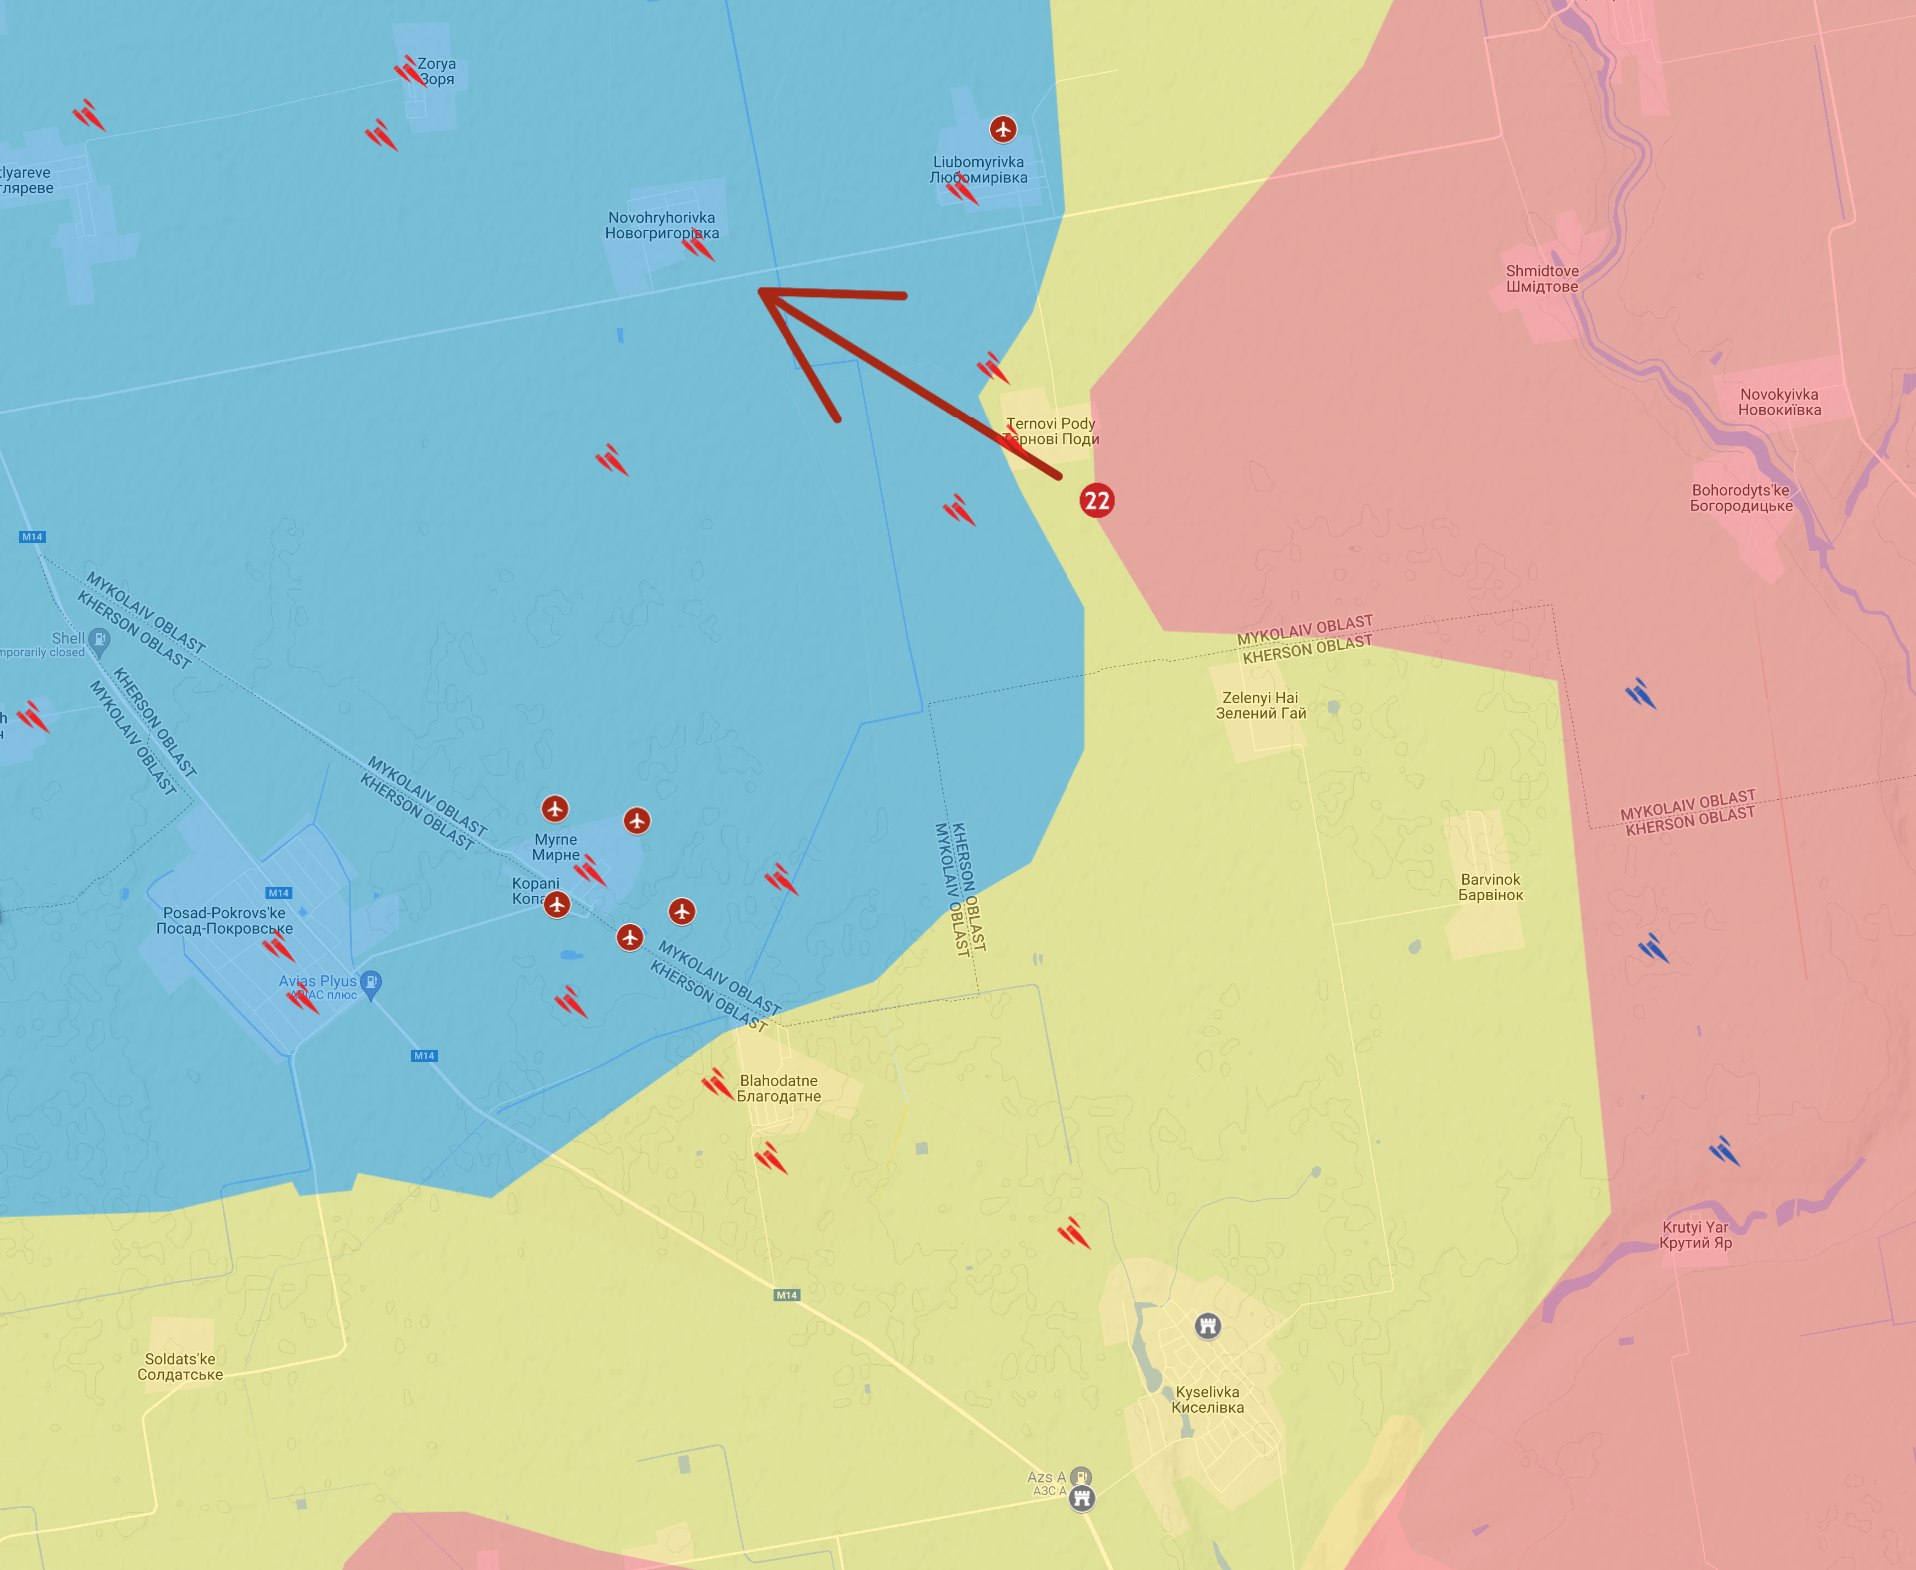 Zorya
Зоря
Liubomyrivka
Любомирівка
tlyareve
гляреве
Novohryhorivka
Новогригорівка
Shmidtove
Шмідтове
Novokyivka
Новокиївка
Ternovi Pody
Тернові Поди
22
Bohorodyts'ke
Богородицьке
M14
MYKOLAIV OBLAST
KHERSON OBLAST
Shell
mporarily closed
KHERSON OBLAST
MYKOLAIV OBLAST
MYKOLAIV OBLAST
KHERSON OBLAST
Zelenyi Hai
Зелений Гай
h
н
MYKOLAIV OBLAST
KHERSON OBLAST
MYKOLAIV OBLAST
KHERSON OBLAST
Myrne
Мирне
KHERSON OBLAST
MYKOLAIV OBLAST
Kopani
Barvinok
Барвінок
M14
Posad-Pokrovs'ke
Посад-Покровське
MYKOLAIV OBLAST
KHERSON OBLAST
Avias Plyus
АВІАС плюс
M14
Blahodatne
Благодатне
Krutyi Yar
Крутий Яр
M14
Soldats'ke
Солдатське
Kyselivka
Киселівка
Azs A
АЗС А